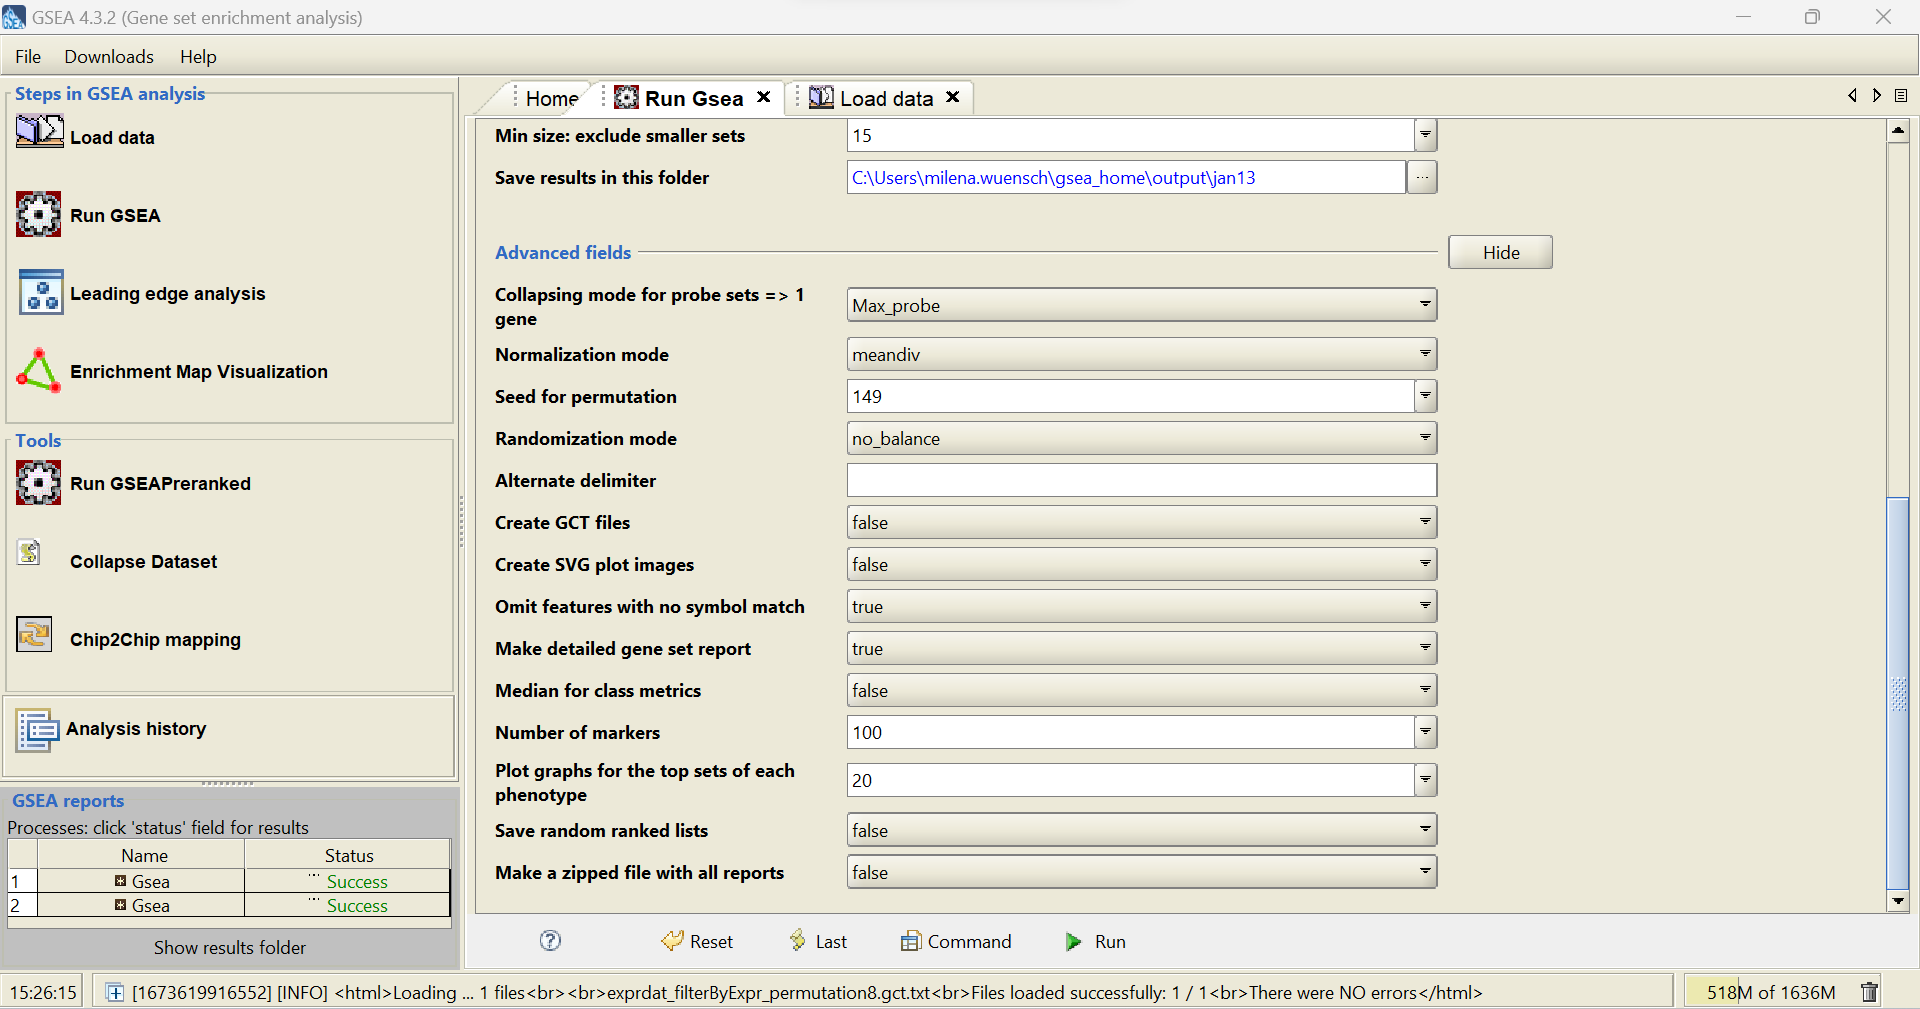 GSEA 4.3.2 (Gene set enrichment analysis)
File Downloads Help
Steps in GSEA analysis
Load data
Run GSEA
Leading edge analysis
Enrichment Map Visualization
Tools
Run GSEAPreranked
Collapse Dataset
Chip2Chip mapping
Analysis history
GSEA reports
Processes: click 'status' field for results
Name Status
1 Gsea ... Success
2 Gsea ... Success
Show results folder
Home Run Gsea Load data
Min size: exclude smaller sets 15
Save results in this folder C:\Users\milena.wuensch\gsea_home\output\jan13 ...
Advanced fields Hide
Collapsing mode for probe sets => 1
gene Max_probe
Normalization mode meandiv
Seed for permutation 149
Randomization mode no_balance
Alternate delimiter
Create GCT files false
Create SVG plot images false
Omit features with no symbol match true
Make detailed gene set report true
Median for class metrics false
Number of markers 100
Plot graphs for the top sets of each
phenotype 20
Save random ranked lists false
Make a zipped file with all reports false
? Reset Last Command Run
15:26:15 [1673619916552] [INFO] <html>Loading ... 1 files<br><br>exprdat_filterByExpr_permutation8.gct.txt<br>Files loaded successfully: 1 / 1<br>There were NO errors</html> 518M of 1636M